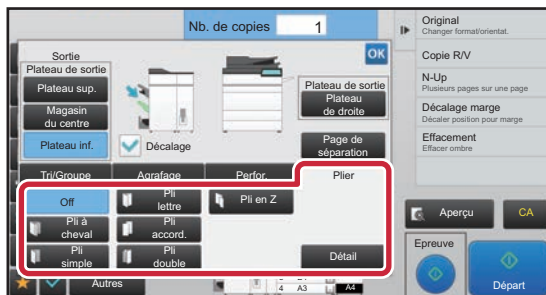 Nb. de copies 1
OK
Sortie
Plateau de sortie
Plateau sup.
Magasin
du centre
Plateau inf.
Décalage
Plateau de sortie
Plateau
de droite
Page de
séparation
Tri/Groupe
Agrafage
Perfor.
Plier
Off
Pli
lettre
Pli en Z
Pli à
cheval
Pli
accord.
Pli
simple
Pli
double
Détail
Autres
4 A3
A4
Original
Changer format/orientat.
Copie R/V
N-Up
Plusieurs pages sur une page
Décalage marge
Décaler position pour marge
Effacement
Effacer ombre
Aperçu
CA
Epreuve
Départ